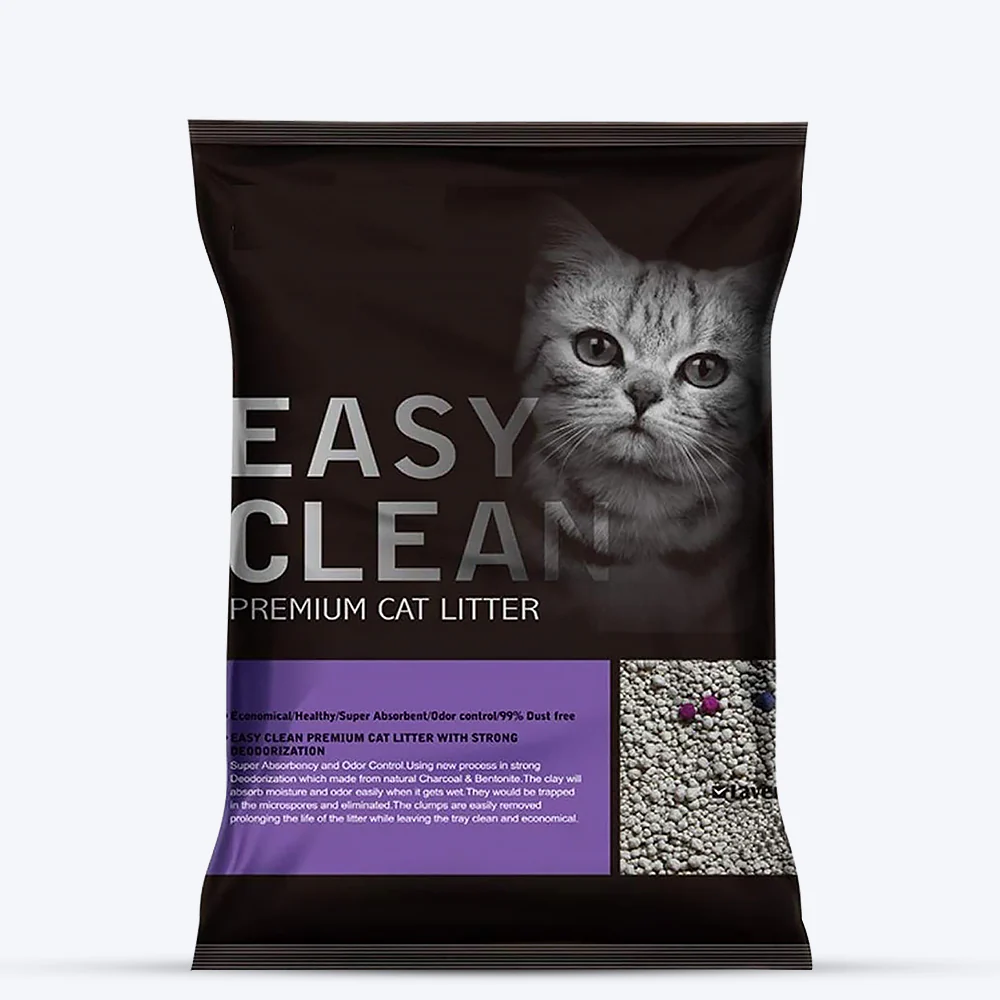 EASY
CLEAN
PREMIUM CAT LITTER
Economical/Healthy/Super Absorbent/Odor control/99% Dust free
EASY CLEAN PREMIUM CAT LITTER WITH STRONG
DEODORIZATION
Super Absorbency and Odor Control.Using new process in strong
Deodorization which made from natural Charcoal & Bentonite.The clay will
absorb moisture and odor easily when it gets wet.They would be trapped
in the microspores and eliminated.The clumps are easily removed
prolonging the life of the litter while leaving the tray clean and economical.